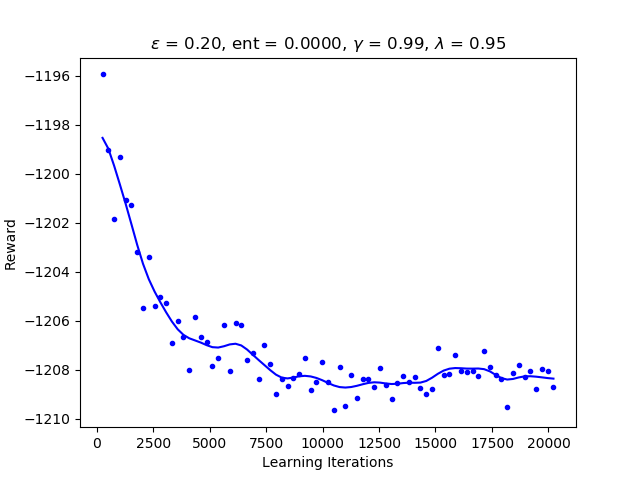 ε = 0.20, ent = 0.0000, γ = 0.99, λ = 0.95
−1196
−1198
−1200
−1202
−1204
−1206
−1208
−1210
Reward
0 2500 5000 7500 10000 12500 15000 17500 20000
Learning Iterations